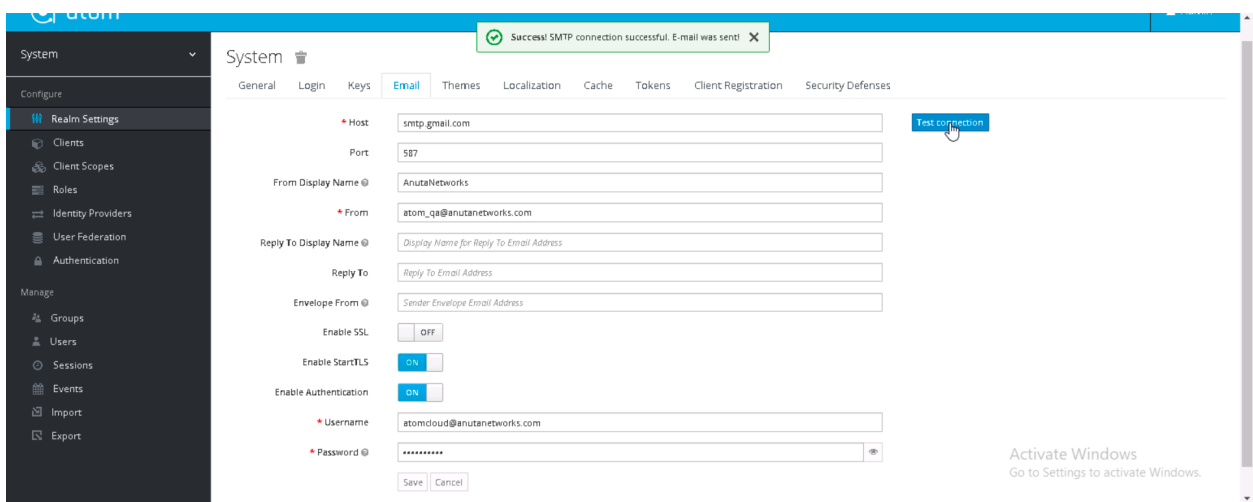 atom
Admin
Success! SMTP connection successful. E-mail was sent!
System
System
General Login Keys Email Themes Localization Cache Tokens Client Registration Security Defenses
Configure
Realm Settings
Clients
Client Scopes
Roles
Identity Providers
User Federation
Authentication
Manage
Groups
Users
Sessions
Events
Import
Export
* Host smtp.gmail.com Test connection
Port 587
From Display Name AnutaNetworks
* From atom_qa@anutanetworks.com
Reply To Display Name Display Name for Reply To Email Address
Reply To Reply To Email Address
Envelope From Sender Envelope Email Address
Enable SSL OFF
Enable StartTLS ON
Enable Authentication ON
* Username atomcloud@anutanetworks.com
* Password ••••••••••
Save Cancel
Activate Windows
Go to Settings to activate Windows.